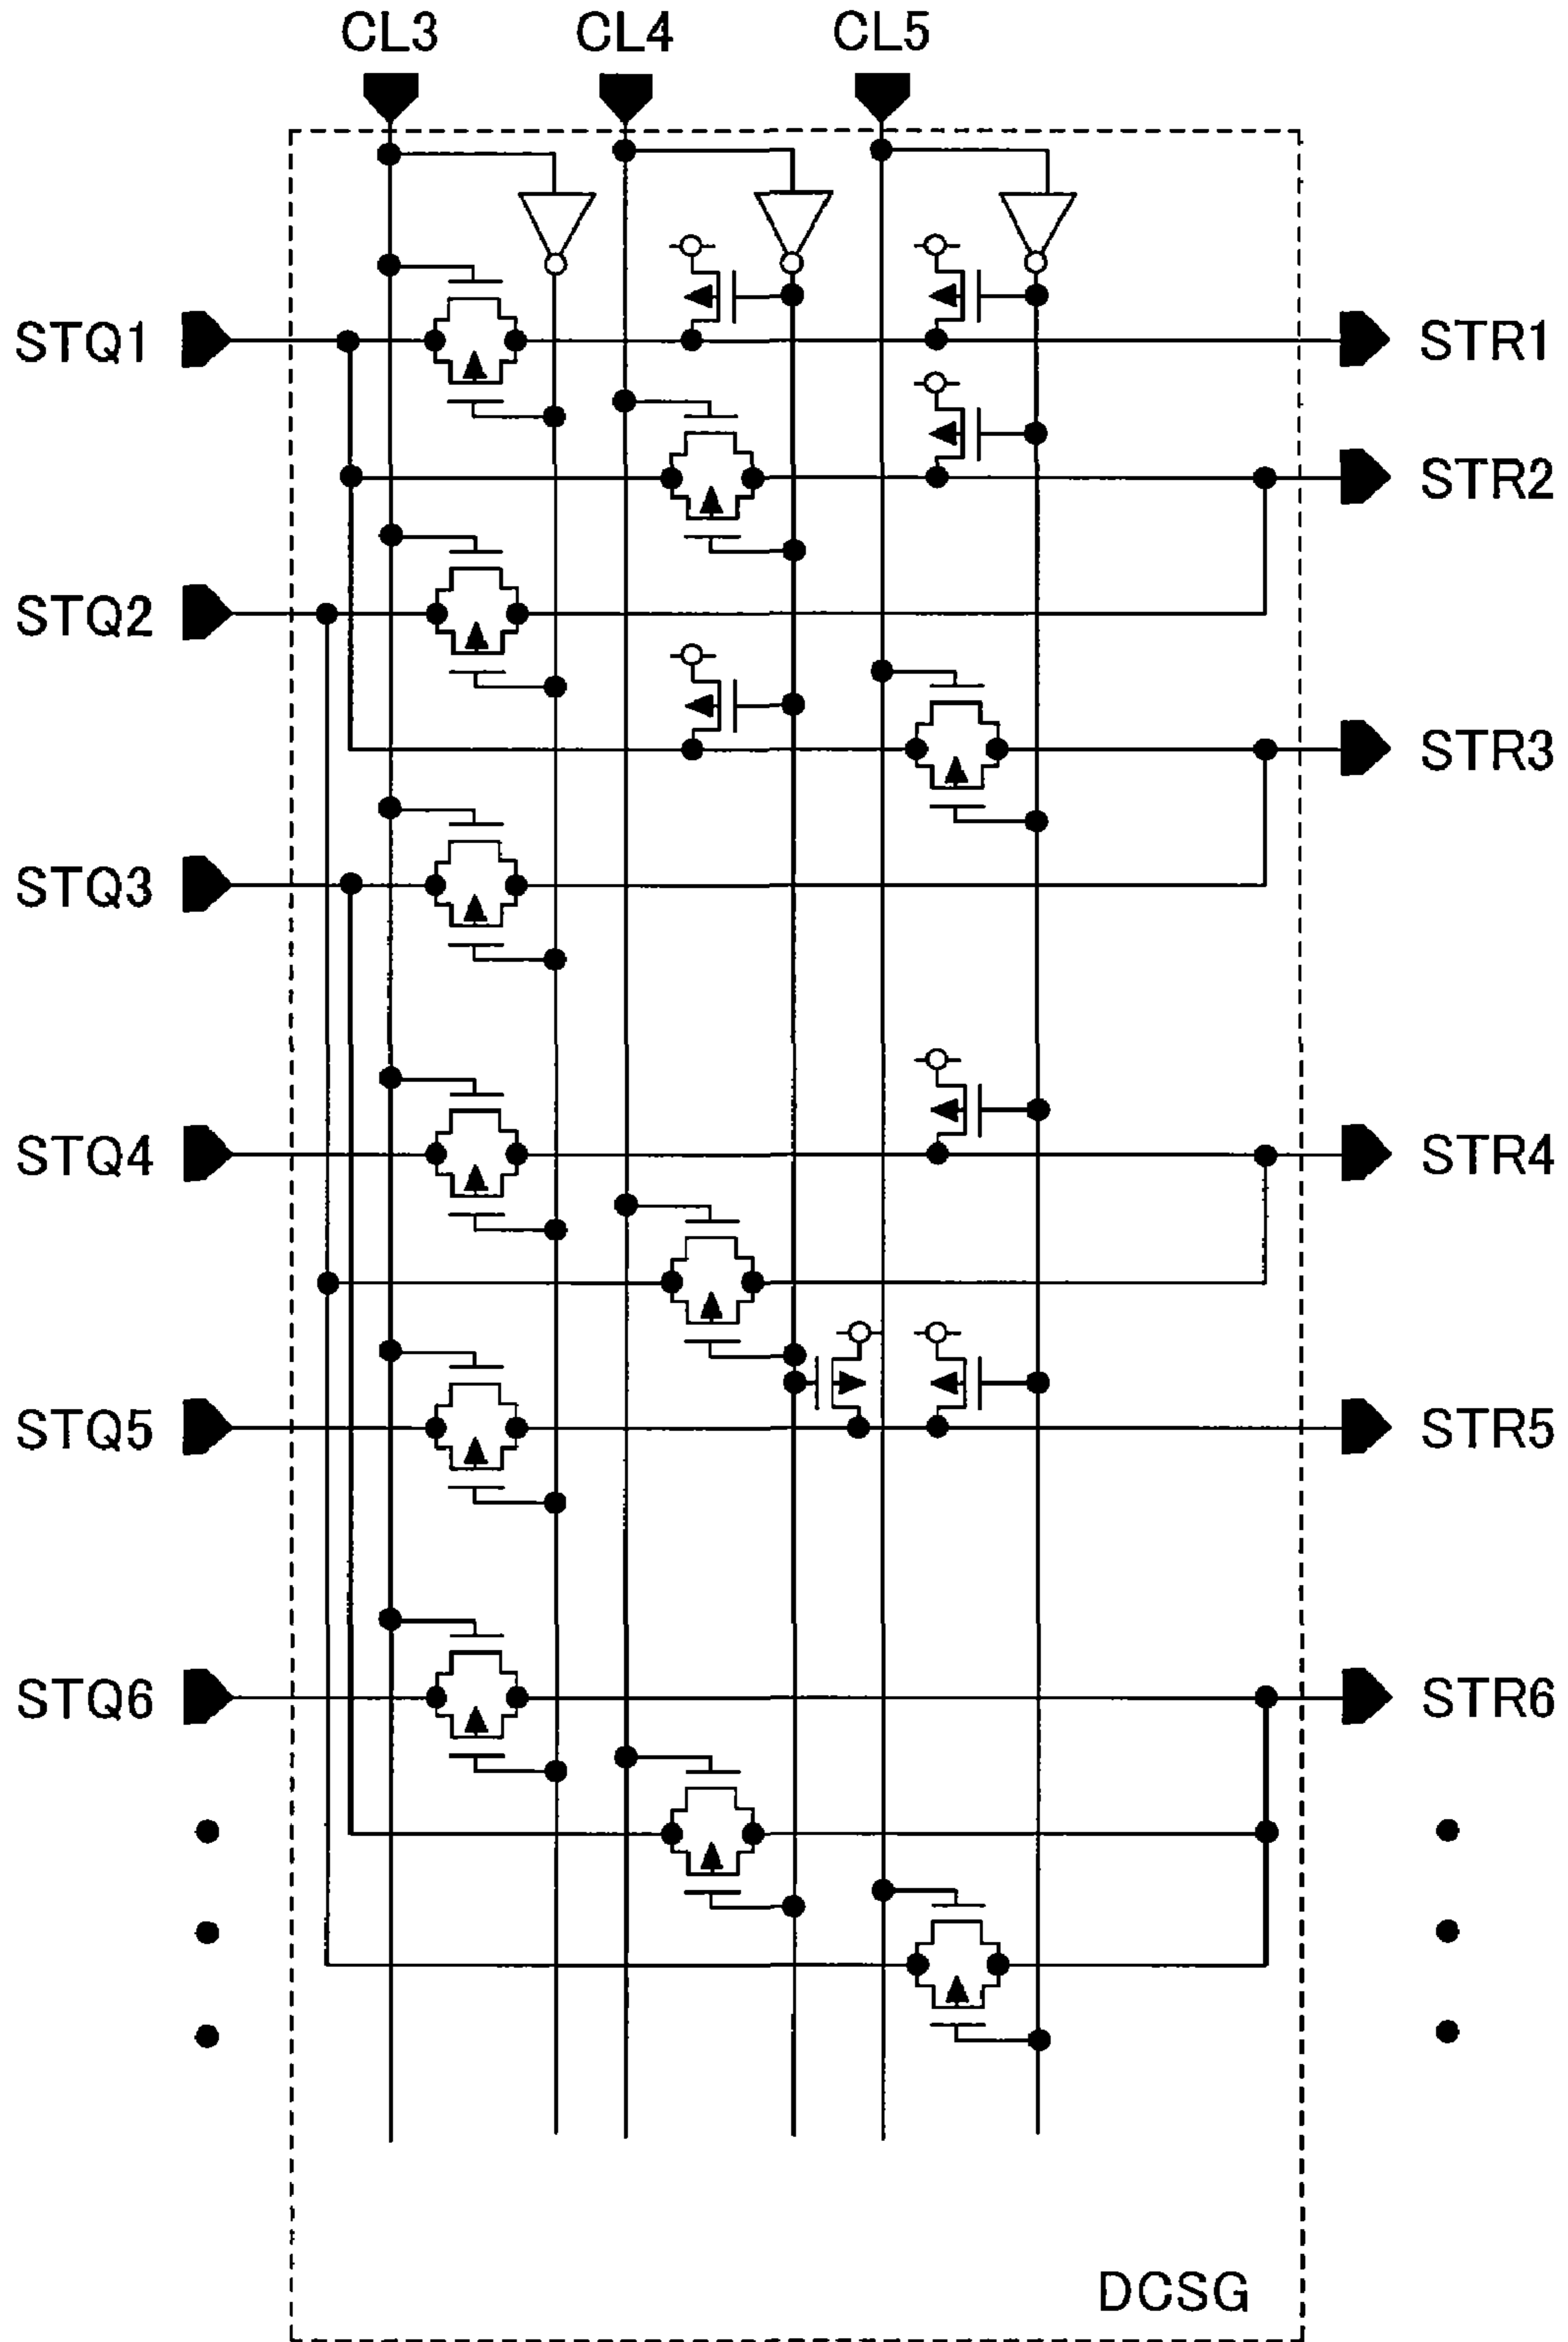 CL3 CL4 CL5
STQ1 STR1
STR2
STQ2
STR3
STQ3
STQ4 STR4
STQ5 STR5
STQ6 STR6
DCSG